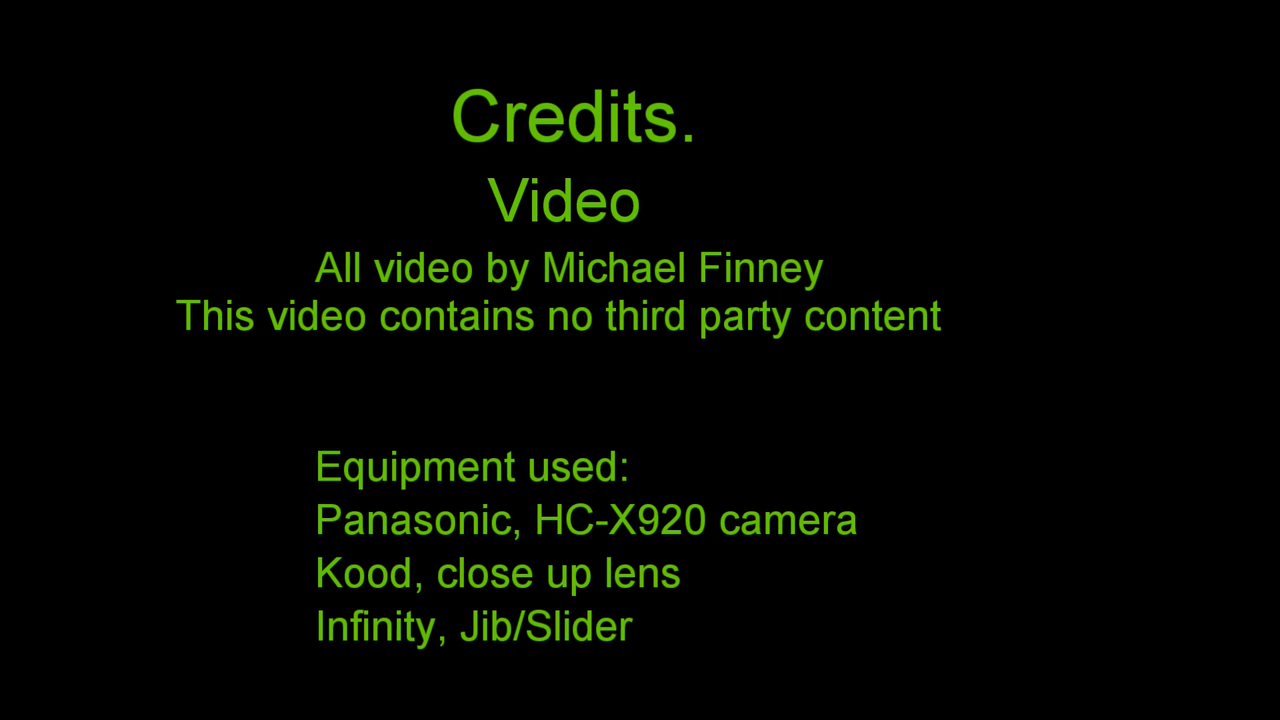 Credits.
Video
All video by Michael Finney
This video contains no third party content
Equipment used:
Panasonic, HC-X920 camera
Kood, close up lens
Infinity, Jib/Slider